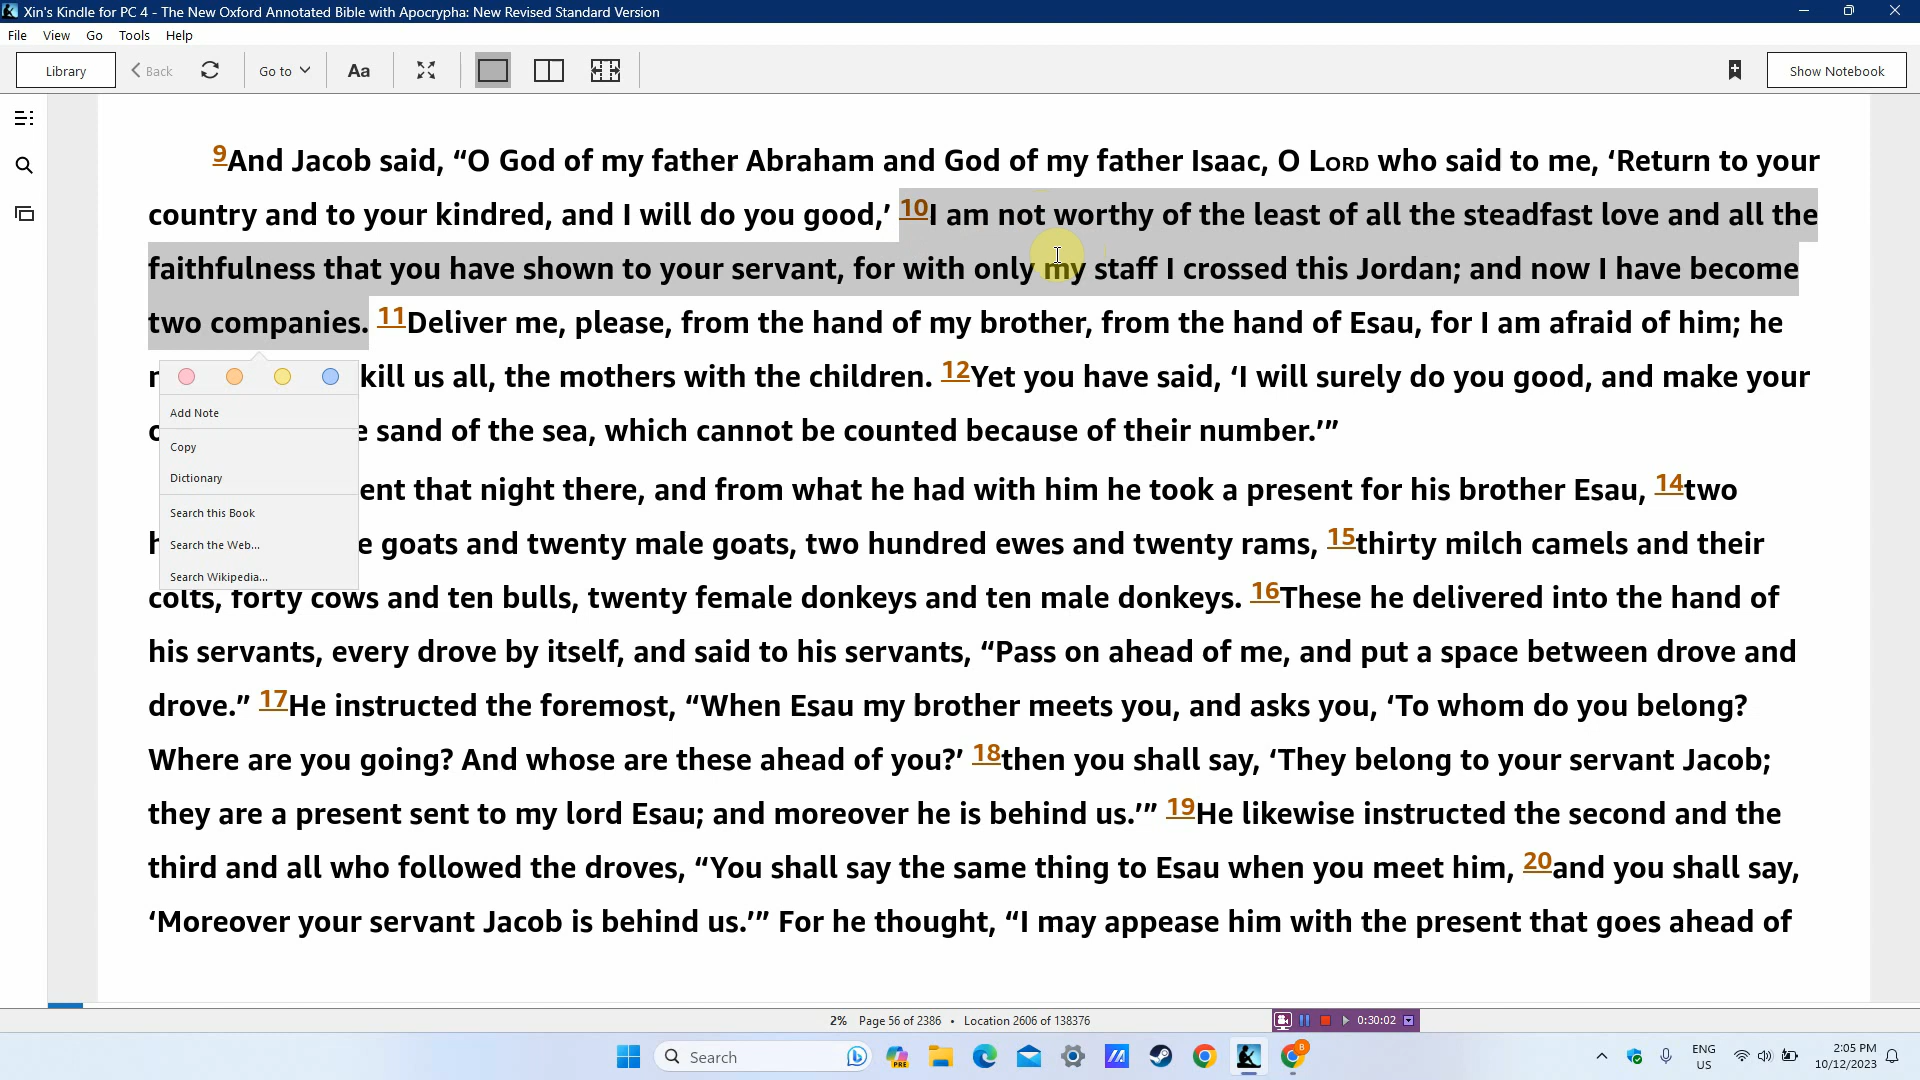 Xin's Kindle for PC 4 - The New Oxford Annotated Bible with Apocrypha: New Revised Standard Version
File View Go Tools Help
Library Back Go to Aa Show Notebook
9And Jacob said, “O God of my father Abraham and God of my father Isaac, O LORD who said to me, ‘Return to your
country and to your kindred, and I will do you good,’ 10I am not worthy of the least of all the steadfast love and all the
faithfulness that you have shown to your servant, for with only my staff I crossed this Jordan; and now I have become
two companies. 11Deliver me, please, from the hand of my brother, from the hand of Esau, for I am afraid of him; he
kill us all, the mothers with the children. 12Yet you have said, ‘I will surely do you good, and make your
sand of the sea, which cannot be counted because of their number.’”
Add Note
Copy
Dictionary
Search this Book
Search the Web...
Search Wikipedia...
ent that night there, and from what he had with him he took a present for his brother Esau, 14two
goats and twenty male goats, two hundred ewes and twenty rams, 15thirty milch camels and their
colts, forty cows and ten bulls, twenty female donkeys and ten male donkeys. 16These he delivered into the hand of
his servants, every drove by itself, and said to his servants, “Pass on ahead of me, and put a space between drove and
drove.” 17He instructed the foremost, “When Esau my brother meets you, and asks you, ‘To whom do you belong?
Where are you going? And whose are these ahead of you?’ 18then you shall say, ‘They belong to your servant Jacob;
they are a present sent to my lord Esau; and moreover he is behind us.’” 19He likewise instructed the second and the
third and all who followed the droves, “You shall say the same thing to Esau when you meet him, 20and you shall say,
‘Moreover your servant Jacob is behind us.’” For he thought, “I may appease him with the present that goes ahead of
2% Page 56 of 2386 • Location 2606 of 138376
0:30:02
Search
PRE
B
ENG
US
2:05 PM
10/12/2023